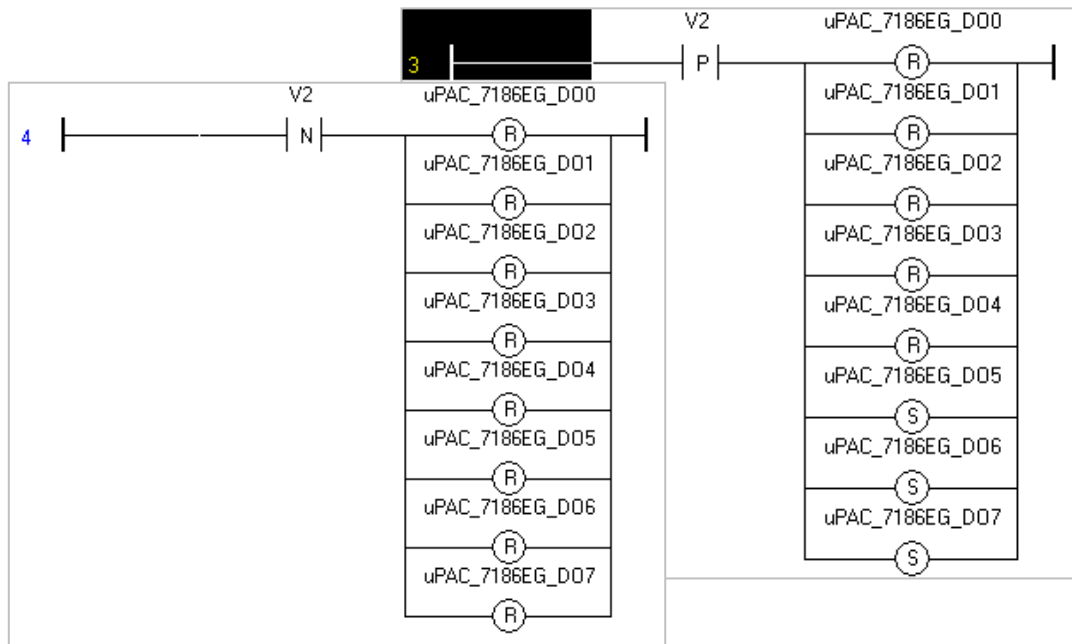 V2 uPAC_7186EG_DO0
3 P R
uPAC_7186EG_DO1
R
uPAC_7186EG_DO2
R
uPAC_7186EG_DO3
R
uPAC_7186EG_DO4
R
uPAC_7186EG_DO5
S
uPAC_7186EG_DO6
S
uPAC_7186EG_DO7
S
V2 uPAC_7186EG_DO0
4 N R
uPAC_7186EG_DO1
R
uPAC_7186EG_DO2
R
uPAC_7186EG_DO3
R
uPAC_7186EG_DO4
R
uPAC_7186EG_DO5
R
uPAC_7186EG_DO6
R
uPAC_7186EG_DO7
R